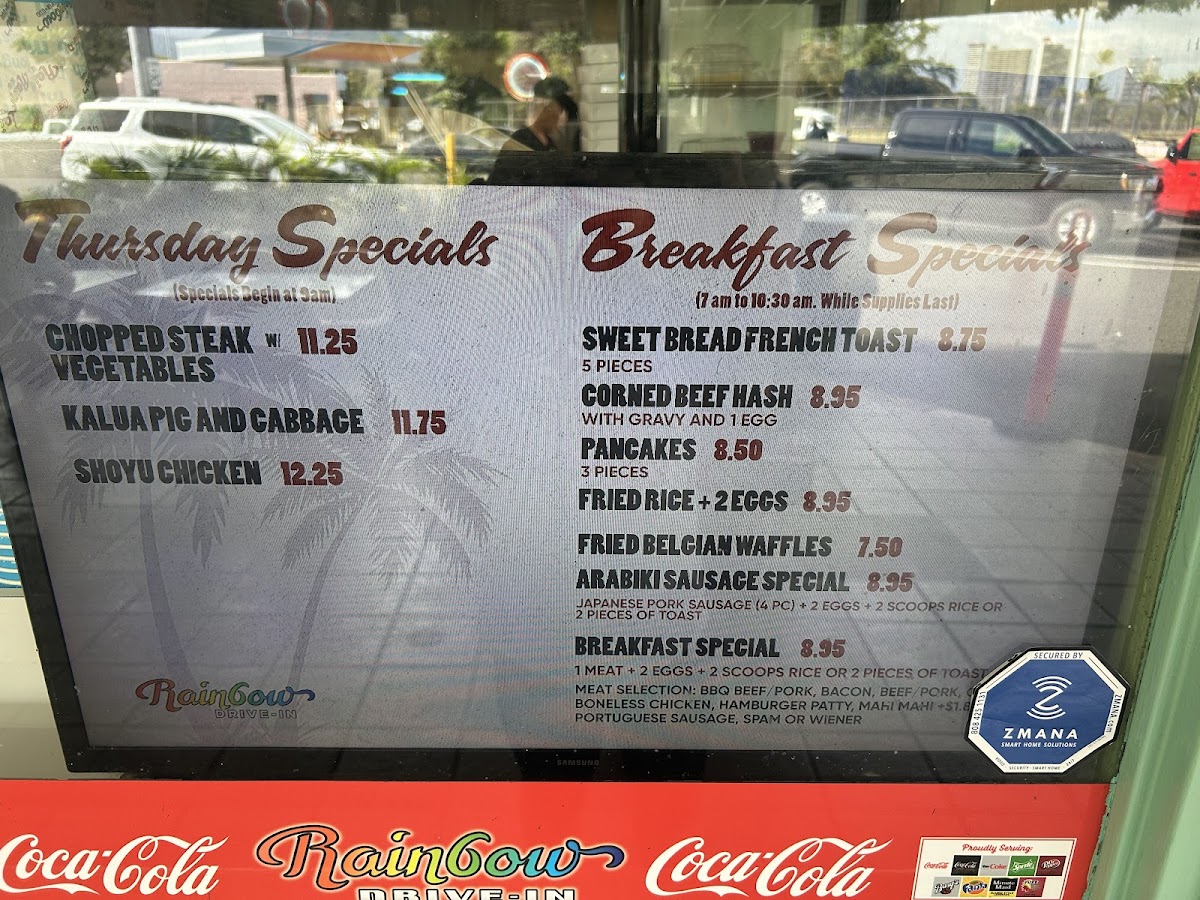 Thursday Specials
(Specials Begin at 9am)
CHOPPED STEAK W/ 11.25
VEGETABLES
KALUA PIG AND CABBAGE 11.75
SHOYU CHICKEN 12.25
Rainbow
DRIVE-IN
Breakfast Specials
(7 am to 10:30 am. While Supplies Last)
SWEET BREAD FRENCH TOAST 8.75
5 PIECES
CORNED BEEF HASH 8.95
WITH GRAVY AND 1 EGG
PANCAKES 8.50
3 PIECES
FRIED RICE + 2 EGGS 8.95
FRIED BELGIAN WAFFLES 7.50
ARABIKI SAUSAGE SPECIAL 8.95
JAPANESE PORK SAUSAGE (4 PC) + 2 EGGS + 2 SCOOPS RICE OR
2 PIECES OF TOAST
BREAKFAST SPECIAL 8.95
1 MEAT + 2 EGGS + 2 SCOOPS RICE OR 2 PIECES OF TOAST
MEAT SELECTION: BBQ BEEF/PORK, BACON, BEEF/PORK,
BONELESS CHICKEN, HAMBURGER PATTY, MAHI MAHI +$1.8
PORTUGUESE SAUSAGE, SPAM OR WIENER
SECURED BY
808 425 1131
ZMANA.com
ZMANA
SMART HOME SOLUTIONS
SAMSUNG
Coca-Cola
Rainbow
DRIVE-IN
Coca-Cola
Proudly Serving: